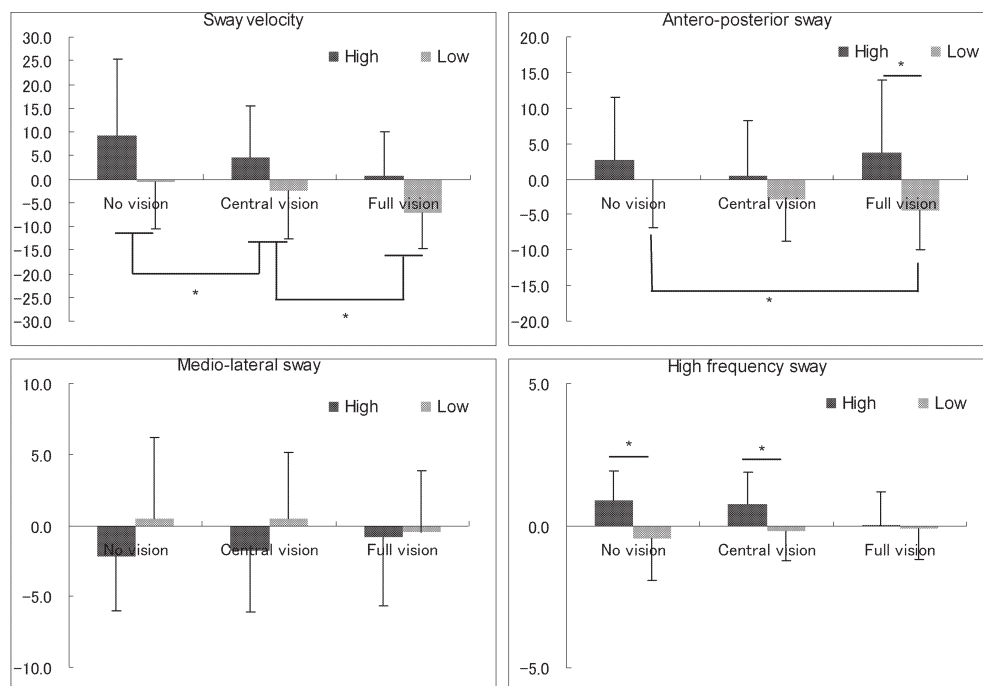 Sway velocity
30.0
25.0
20.0
15.0
10.0
5.0
0.0
−5.0
−10.0
−15.0
−20.0
−25.0
−30.0
High Low
No vision Central vision Full vision
*
*
Antero-posterior sway
20.0
15.0
10.0
5.0
0.0
−5.0
−10.0
−15.0
−20.0
High Low
*
No vision Central vision Full vision
*
Medio-lateral sway
10.0
5.0
0.0
−5.0
−10.0
High Low
No vision Central vision Full vision
High frequency sway
5.0
0.0
−5.0
High Low
* *
No vision Central vision Full vision